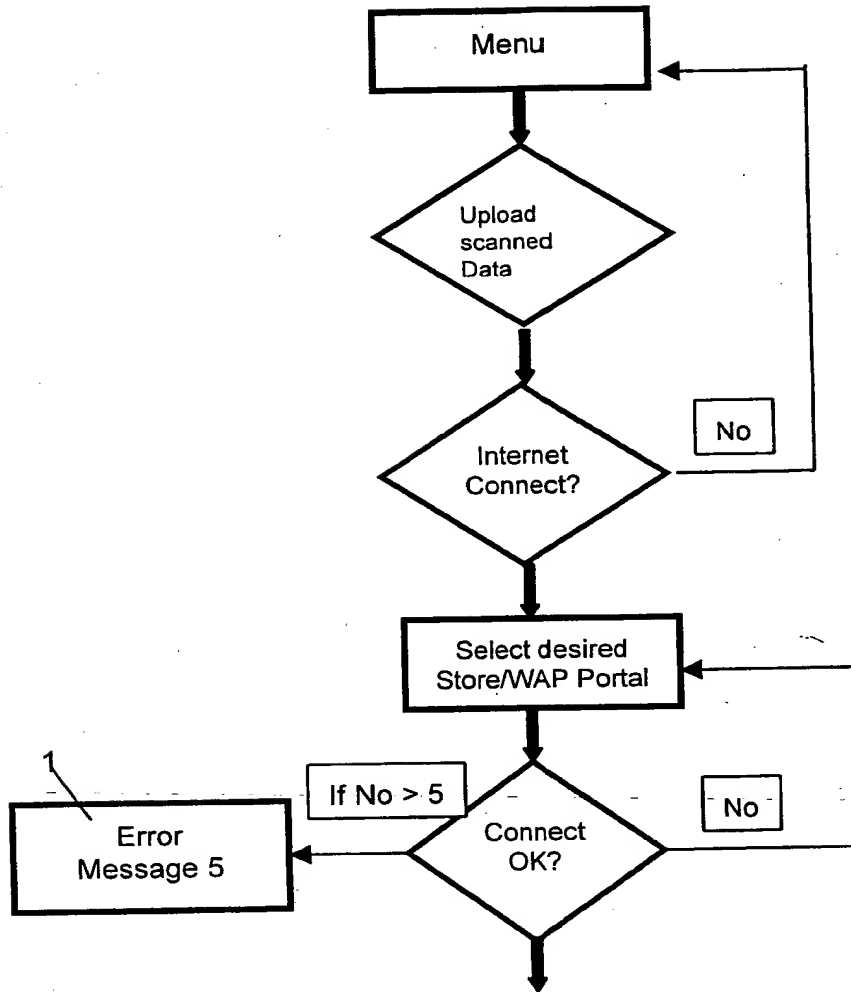 Menu
Upload
scanned
Data
No
Internet
Connect?
Select desired
Store/WAP Portal
1
If No > 5
No
Error
Message 5
Connect
OK?